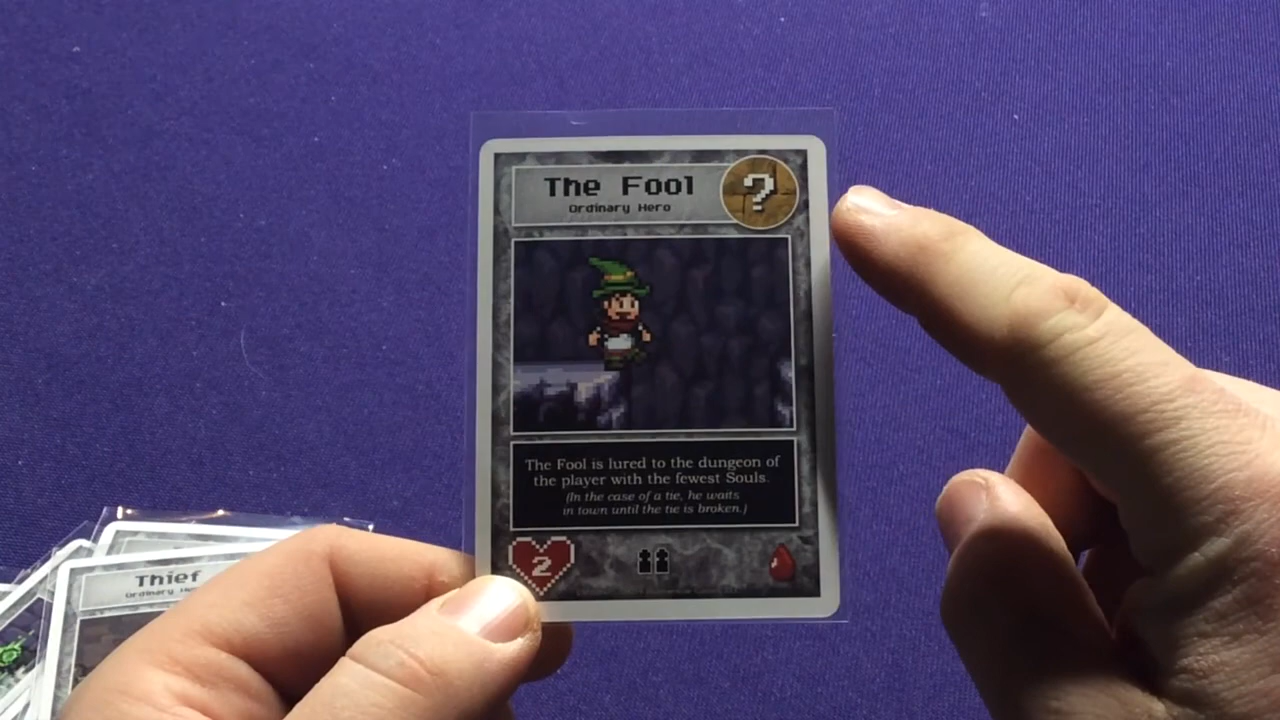 The Fool
Ordinary Hero
?
The Fool is lured to the dungeon of
the player with the fewest Souls.
(In the case of a tie, he waits
in town until the tie is broken.)
2
Thief
Ordinary